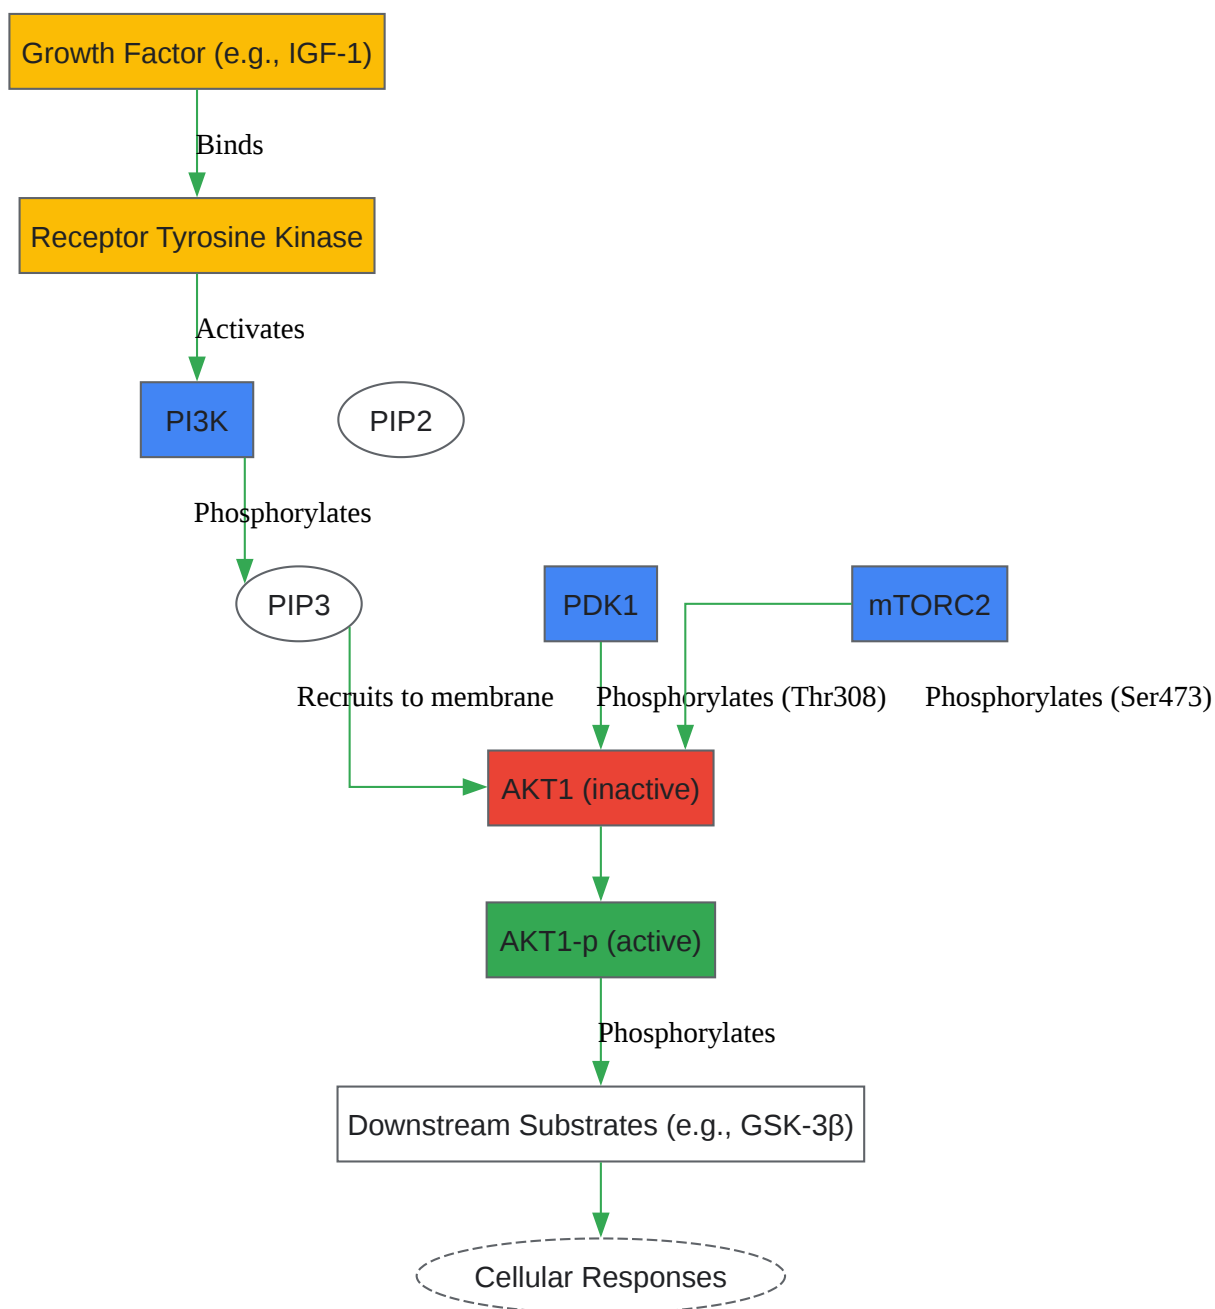 Growth Factor (e.g., IGF-1)
Binds
Receptor Tyrosine Kinase
Activates
PI3K
PIP2
Phosphorylates
PIP3
PDK1
mTORC2
Recruits to membrane
Phosphorylates (Thr308)
Phosphorylates (Ser473)
AKT1 (inactive)
AKT1-p (active)
Phosphorylates
Downstream Substrates (e.g., GSK-3β)
Cellular Responses